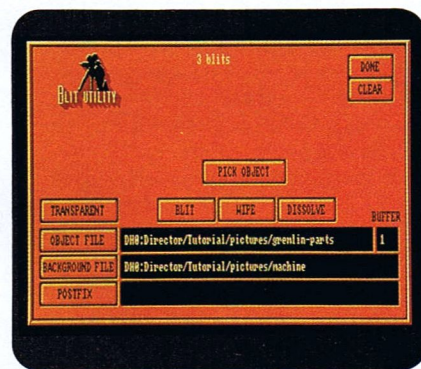 3 blits
DONE
BLIT UTILITY
CLEAR
PICK OBJECT
TRANSPARENT BLIT WIPE DISSOLVE
BUFFER
OBJECT FILE DH0:Director/Tutorial/pictures/gremlin-parts 1
BACKGROUND FILE DH0:Director/Tutorial/pictures/machine
POSTFIX